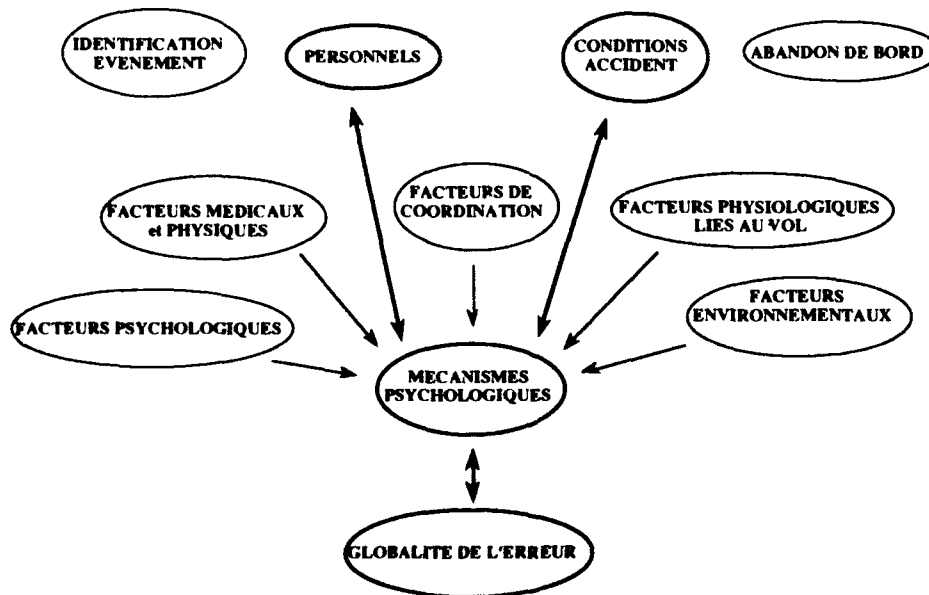 IDENTIFICATION
EVENEMENT
PERSONNELS
CONDITIONS
ACCIDENT
ABANDON DE BORD
FACTEURS MEDICAUX
et PHYSIQUES
FACTEURS DE
COORDINATION
FACTEURS PHYSIOLOGIQUES
LIES AU VOL
FACTEURS PSYCHOLOGIQUES
FACTEURS
ENVIRONNEMENTAUX
MECANISMES
PSYCHOLOGIQUES
GLOBALITE DE L'ERREUR